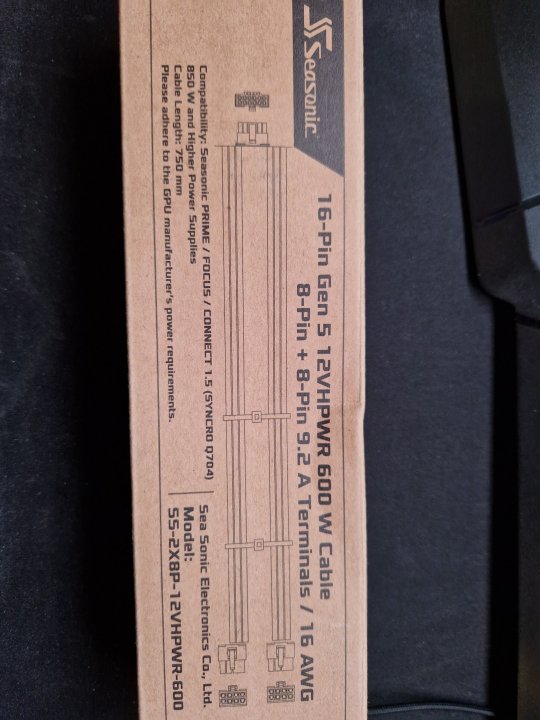 Seasonic
16-Pin Gen 5 12VHPWR 600 W Cable
8-Pin + 8-Pin 9.2 A Terminals / 16 AWG
Compatibility: Seasonic PRIME / FOCUS / CONNECT 1.5 (SYNCRO Q704)
850 W and Higher Power Supplies
Cable Length: 750 mm
Please adhere to the GPU manufacturer's power requirements.
Sea Sonic Electronics Co., Ltd.
Model:
SS-2X8P-12VHPWR-600